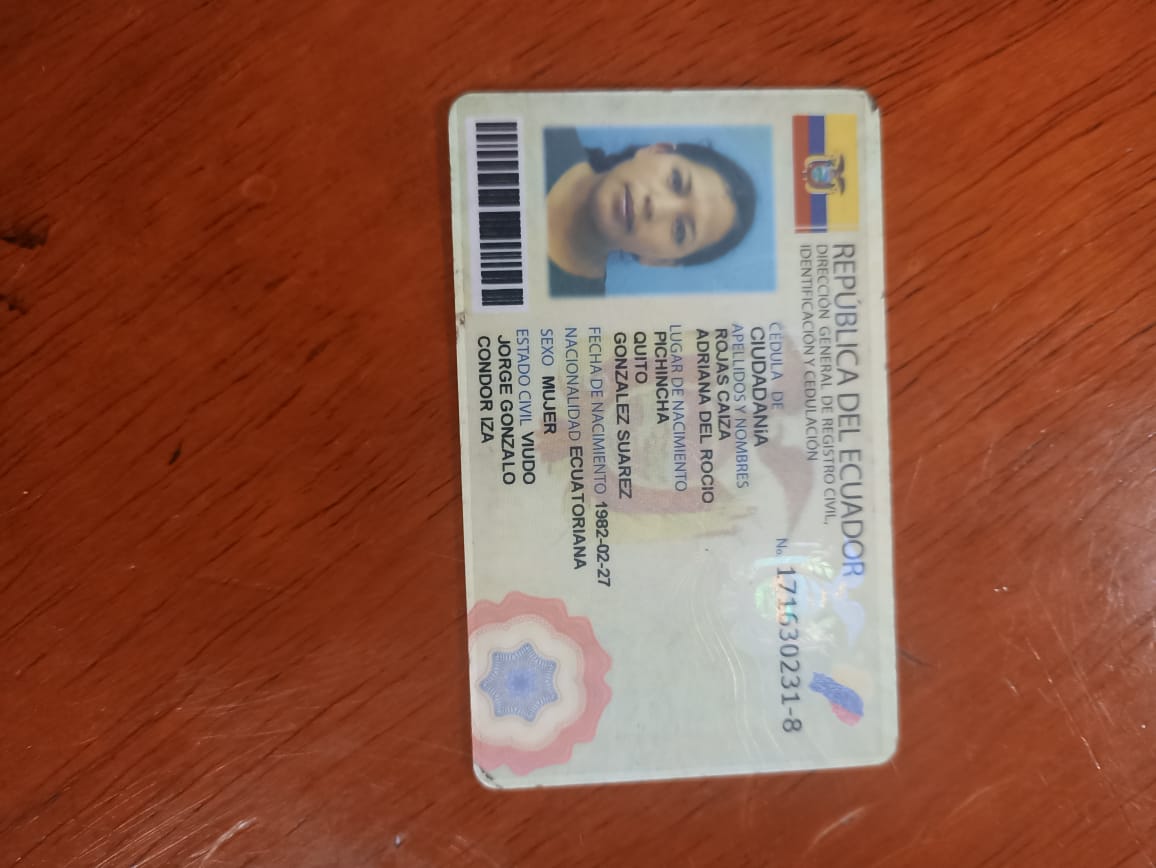 REPÚBLICA DEL ECUADOR
DIRECCIÓN GENERAL DE REGISTRO CIVIL,
IDENTIFICACIÓN Y CEDULACIÓN
CÉDULA DE
CIUDADANÍA
No. 171630231-8
APELLIDOS Y NOMBRES
ROJAS CAIZA
ADRIANA DEL ROCIO
LUGAR DE NACIMIENTO
PICHINCHA
QUITO
GONZALEZ SUAREZ
FECHA DE NACIMIENTO 1982-02-27
NACIONALIDAD ECUATORIANA
SEXO MUJER
ESTADO CIVIL VIUDO
JORGE GONZALO
CONDOR IZA